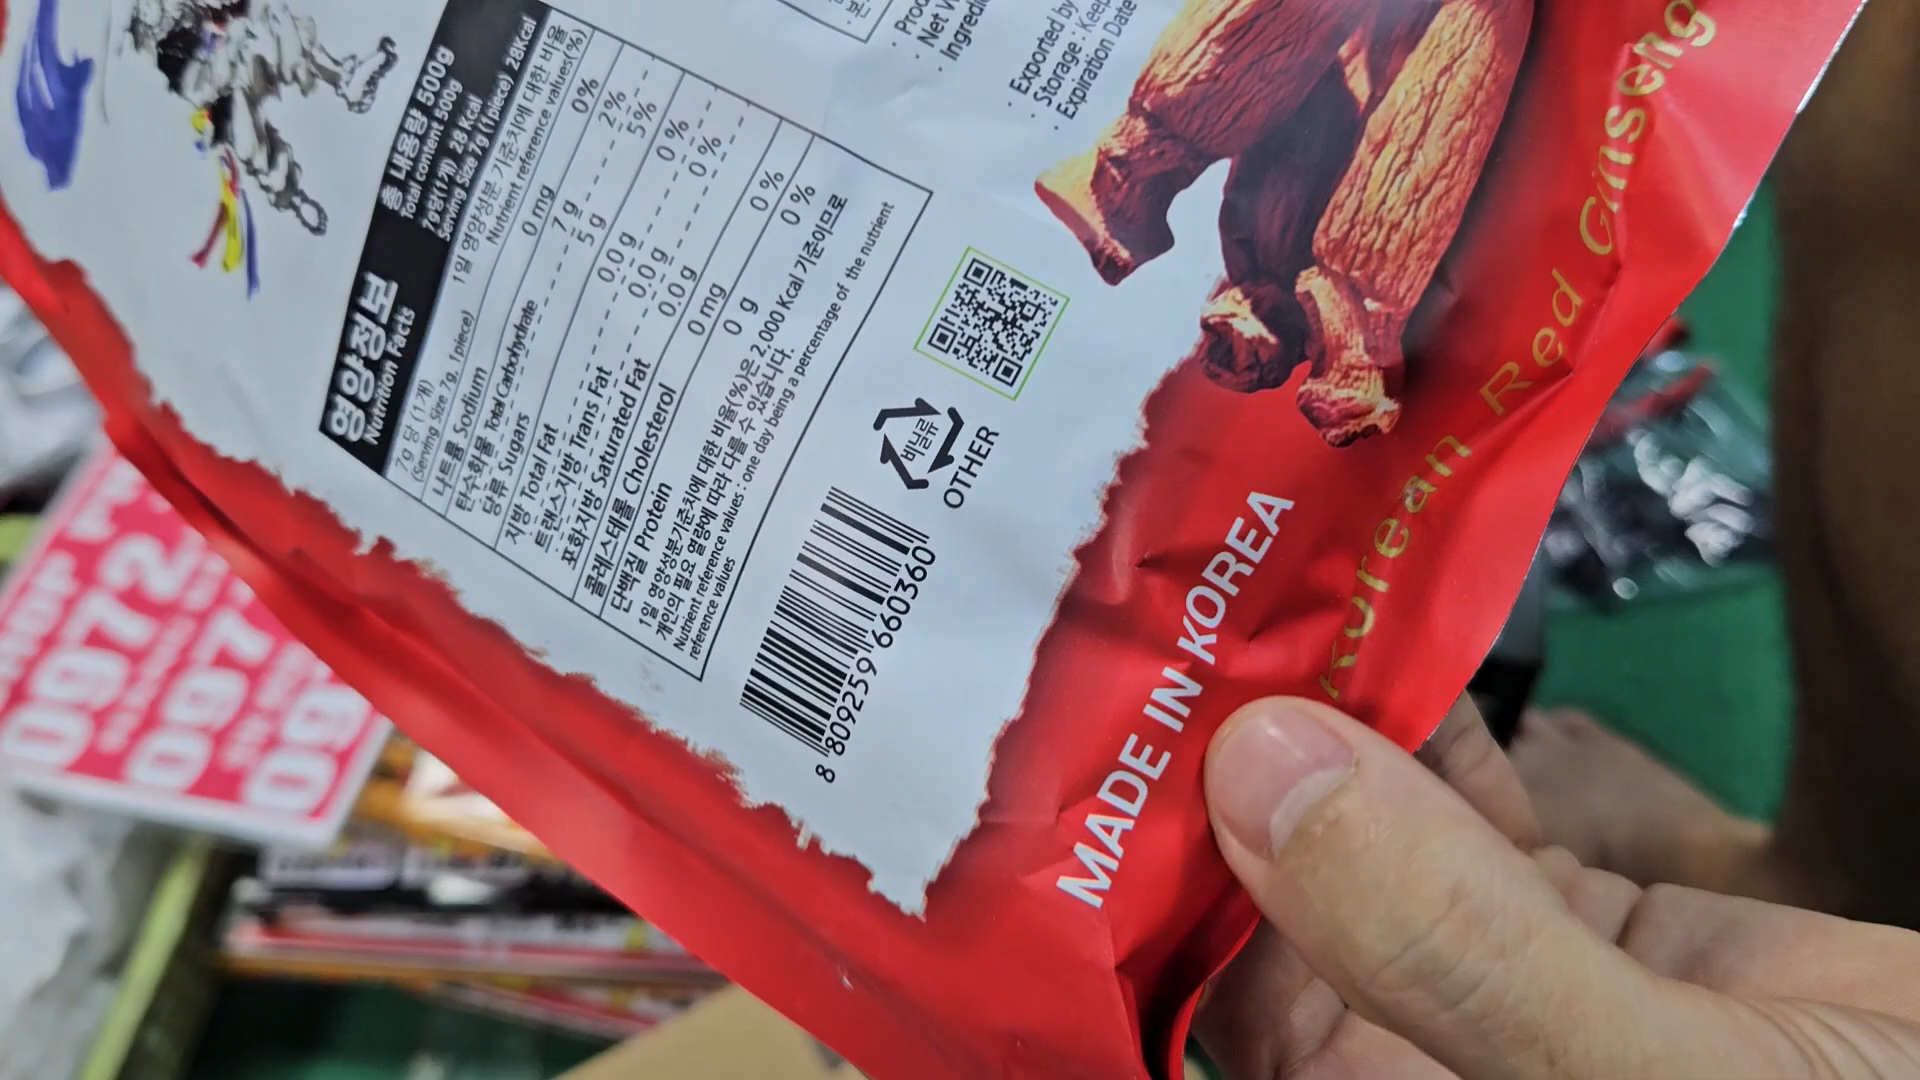 영양정보
Nutrition Facts
총 내용량 500g
Total content 500g
7g당(1개) 28 Kcal
Serving Size 7g (1piece) 28Kcal
7g 당 (1개)
(Serving Size 7g, 1piece)
1일 영양성분 기준치에 대한 비율
Nutrient reference values(%)
나트륨 Sodium 0 mg 0%
탄수화물 Total Carbohydrate 7 g 2%
당류 Sugars 5 g 5%
지방 Total Fat 0.0 g 0 %
트랜스지방 Trans Fat 0.0 g
포화지방 Saturated Fat 0.0 g 0 %
콜레스테롤 Cholesterol 0 mg 0 %
단백질 Protein 0 g 0 %
1일 영양성분기준치에 대한 비율(%)은 2,000 Kcal 기준이므로
개인의 필요 열량에 따라 다를 수 있습니다.
Nutrient reference values : one day being a percentage of the nutrient
reference values
· Net
· Exported by
Storage : Keep
· Expiration Date
비닐류
OTHER
8 809259 660360
MADE IN KOREA
Korean Red Ginseng
0972
097
09